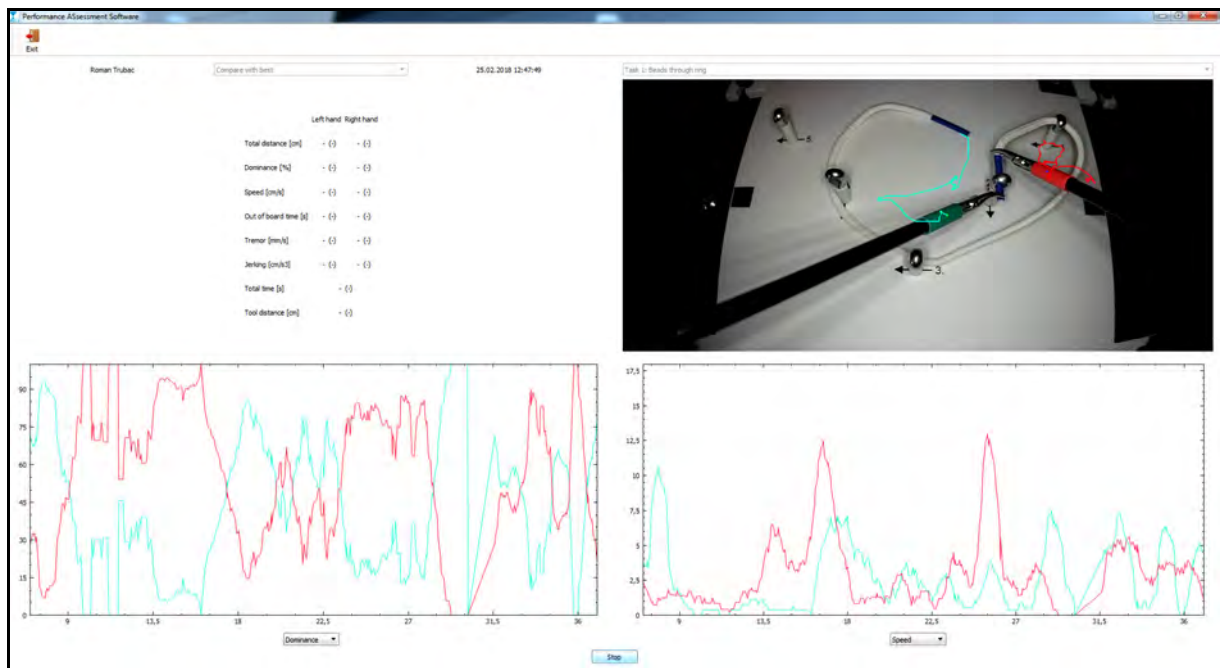 Performance ASsessment Software
Exit
Roman Trubac
Compare with best
25.02.2018 12:47:49
Task 1: Beads through ring
Left hand Right hand
Total distance [cm] - (-) - (-)
Dominance [%] - (-) - (-)
Speed [cm/s] - (-) - (-)
Out of board time [s] - (-) - (-)
Tremor [mm/s] - (-) - (-)
Jerking [cm/s3] - (-) - (-)
Total time [s] - (-)
Tool distance [cm] - (-)
5.
3.
90
75
60
45
30
15
0
9 13,5 18 22,5 27 31,5 36
Dominance
17,5
15
12,5
10
7,5
5
2,5
0
9 13,5 18 22,5 27 31,5 36
Speed
Stop